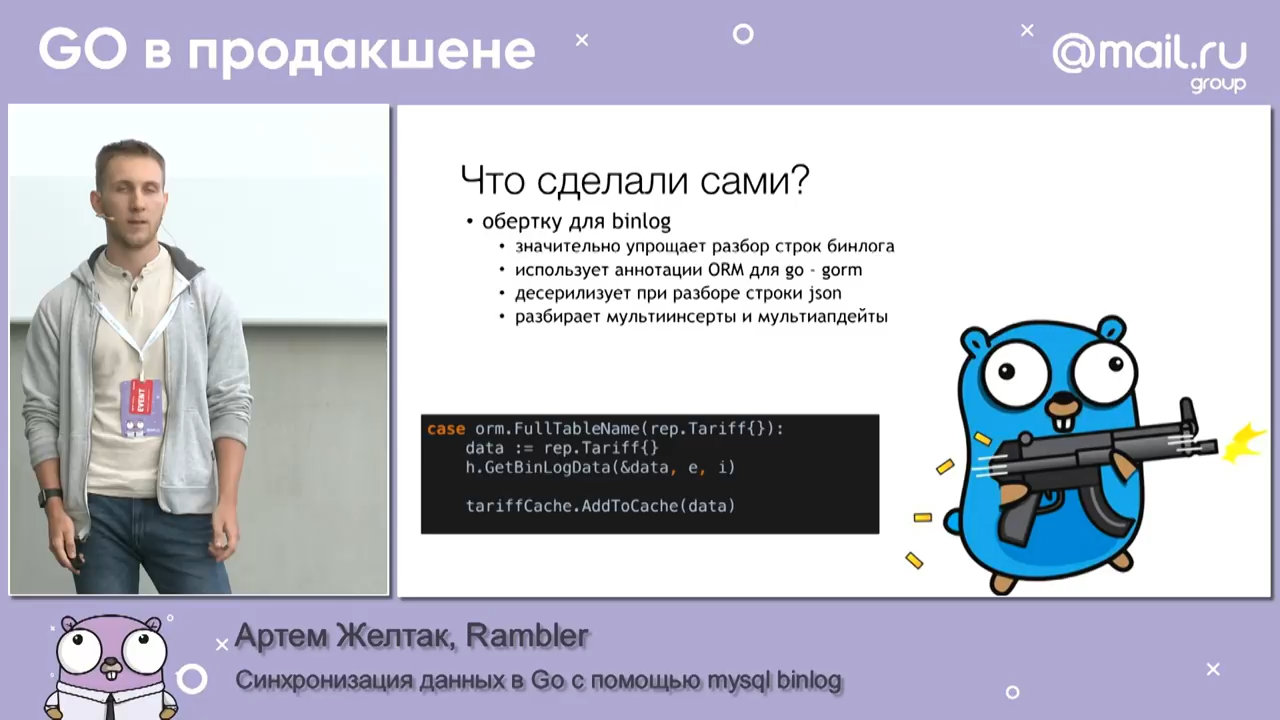 GO в продакшене
@mail.ru
group
Что сделали сами?
• обертку для binlog
• значительно упрощает разбор строк бинлога
• использует аннотации ORM для go - gorm
• десерилизует при разборе строки json
• разбирает мультиинсерты и мультиапдейты
case orm.FullTableName(rep.Tariff{}):
data := rep.Tariff{}
h.GetBinLogData(&data, e, i)
tariffCache.AddToCache(data)
EVENT
Артем Желтак, Rambler
Синхронизация данных в Go с помощью mysql binlog